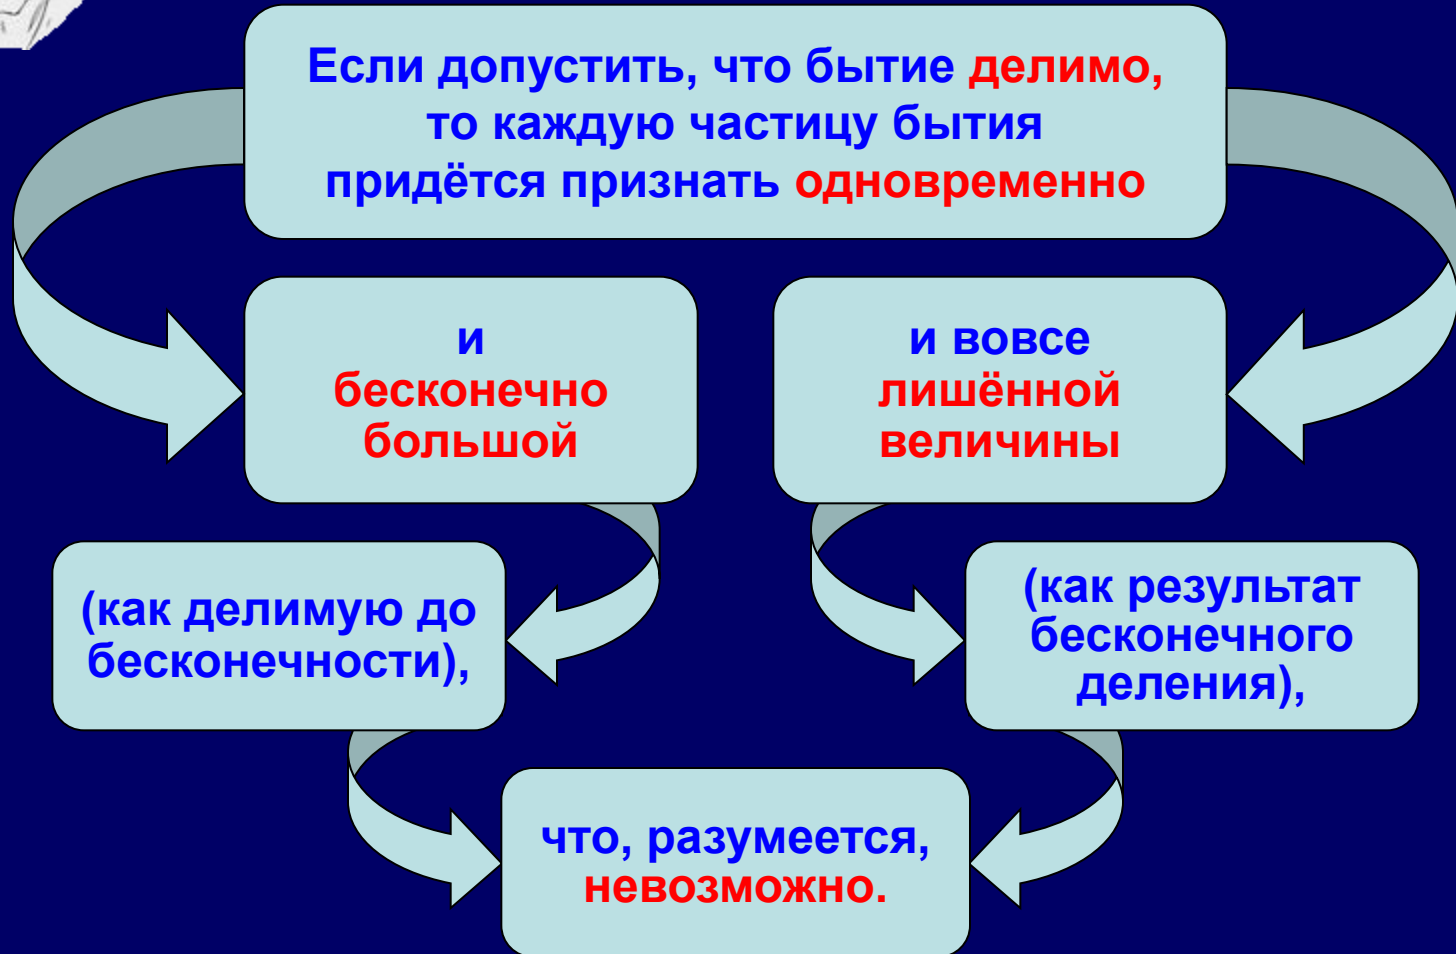 Если допустить, что бытие делимо,
то каждую частицу бытия
придётся признать одновременно
и
бесконечно
большой
и вовсе
лишённой
величины
(как делимую до
бесконечности),
(как результат
бесконечного
деления),
что, разумеется,
невозможно.